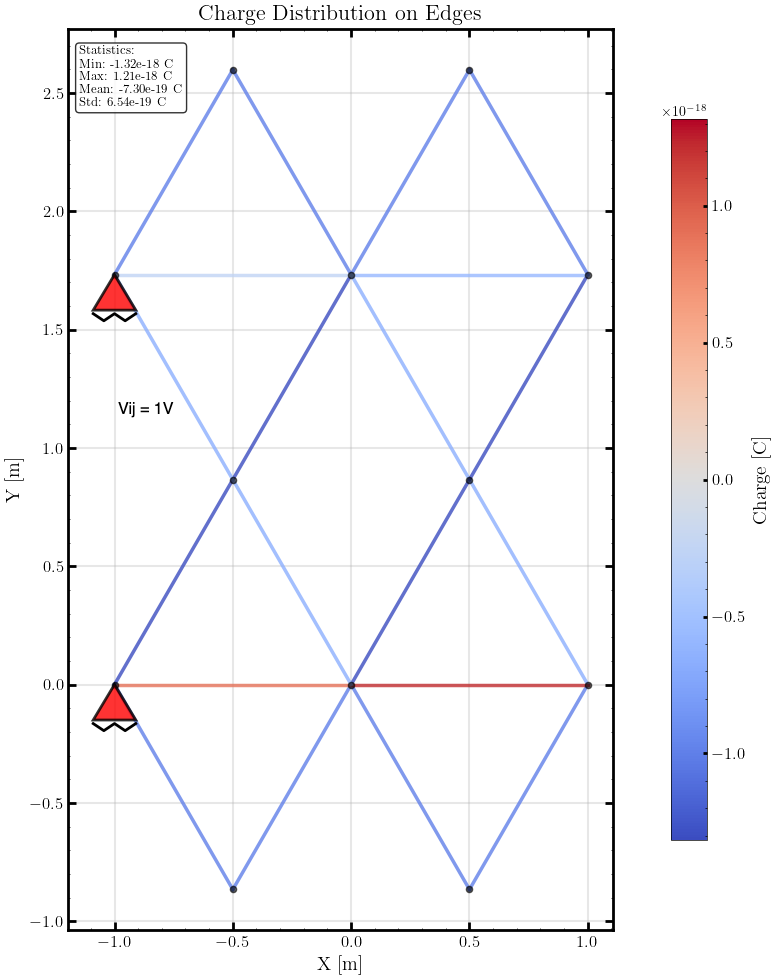 Charge Distribution on Edges
Statistics:
Min: -1.32e-18 C
Max: 1.21e-18 C
Mean: -7.30e-19 C
Std: 6.54e-19 C
×10⁻¹⁸
2.5
2.0
1.5
1.0
0.5
0.0
−0.5
−1.0
Y [m]
Vij = 1V
−1.0
−0.5
0.0
0.5
1.0
X [m]
1.0
0.5
0.0
−0.5
−1.0
Charge [C]